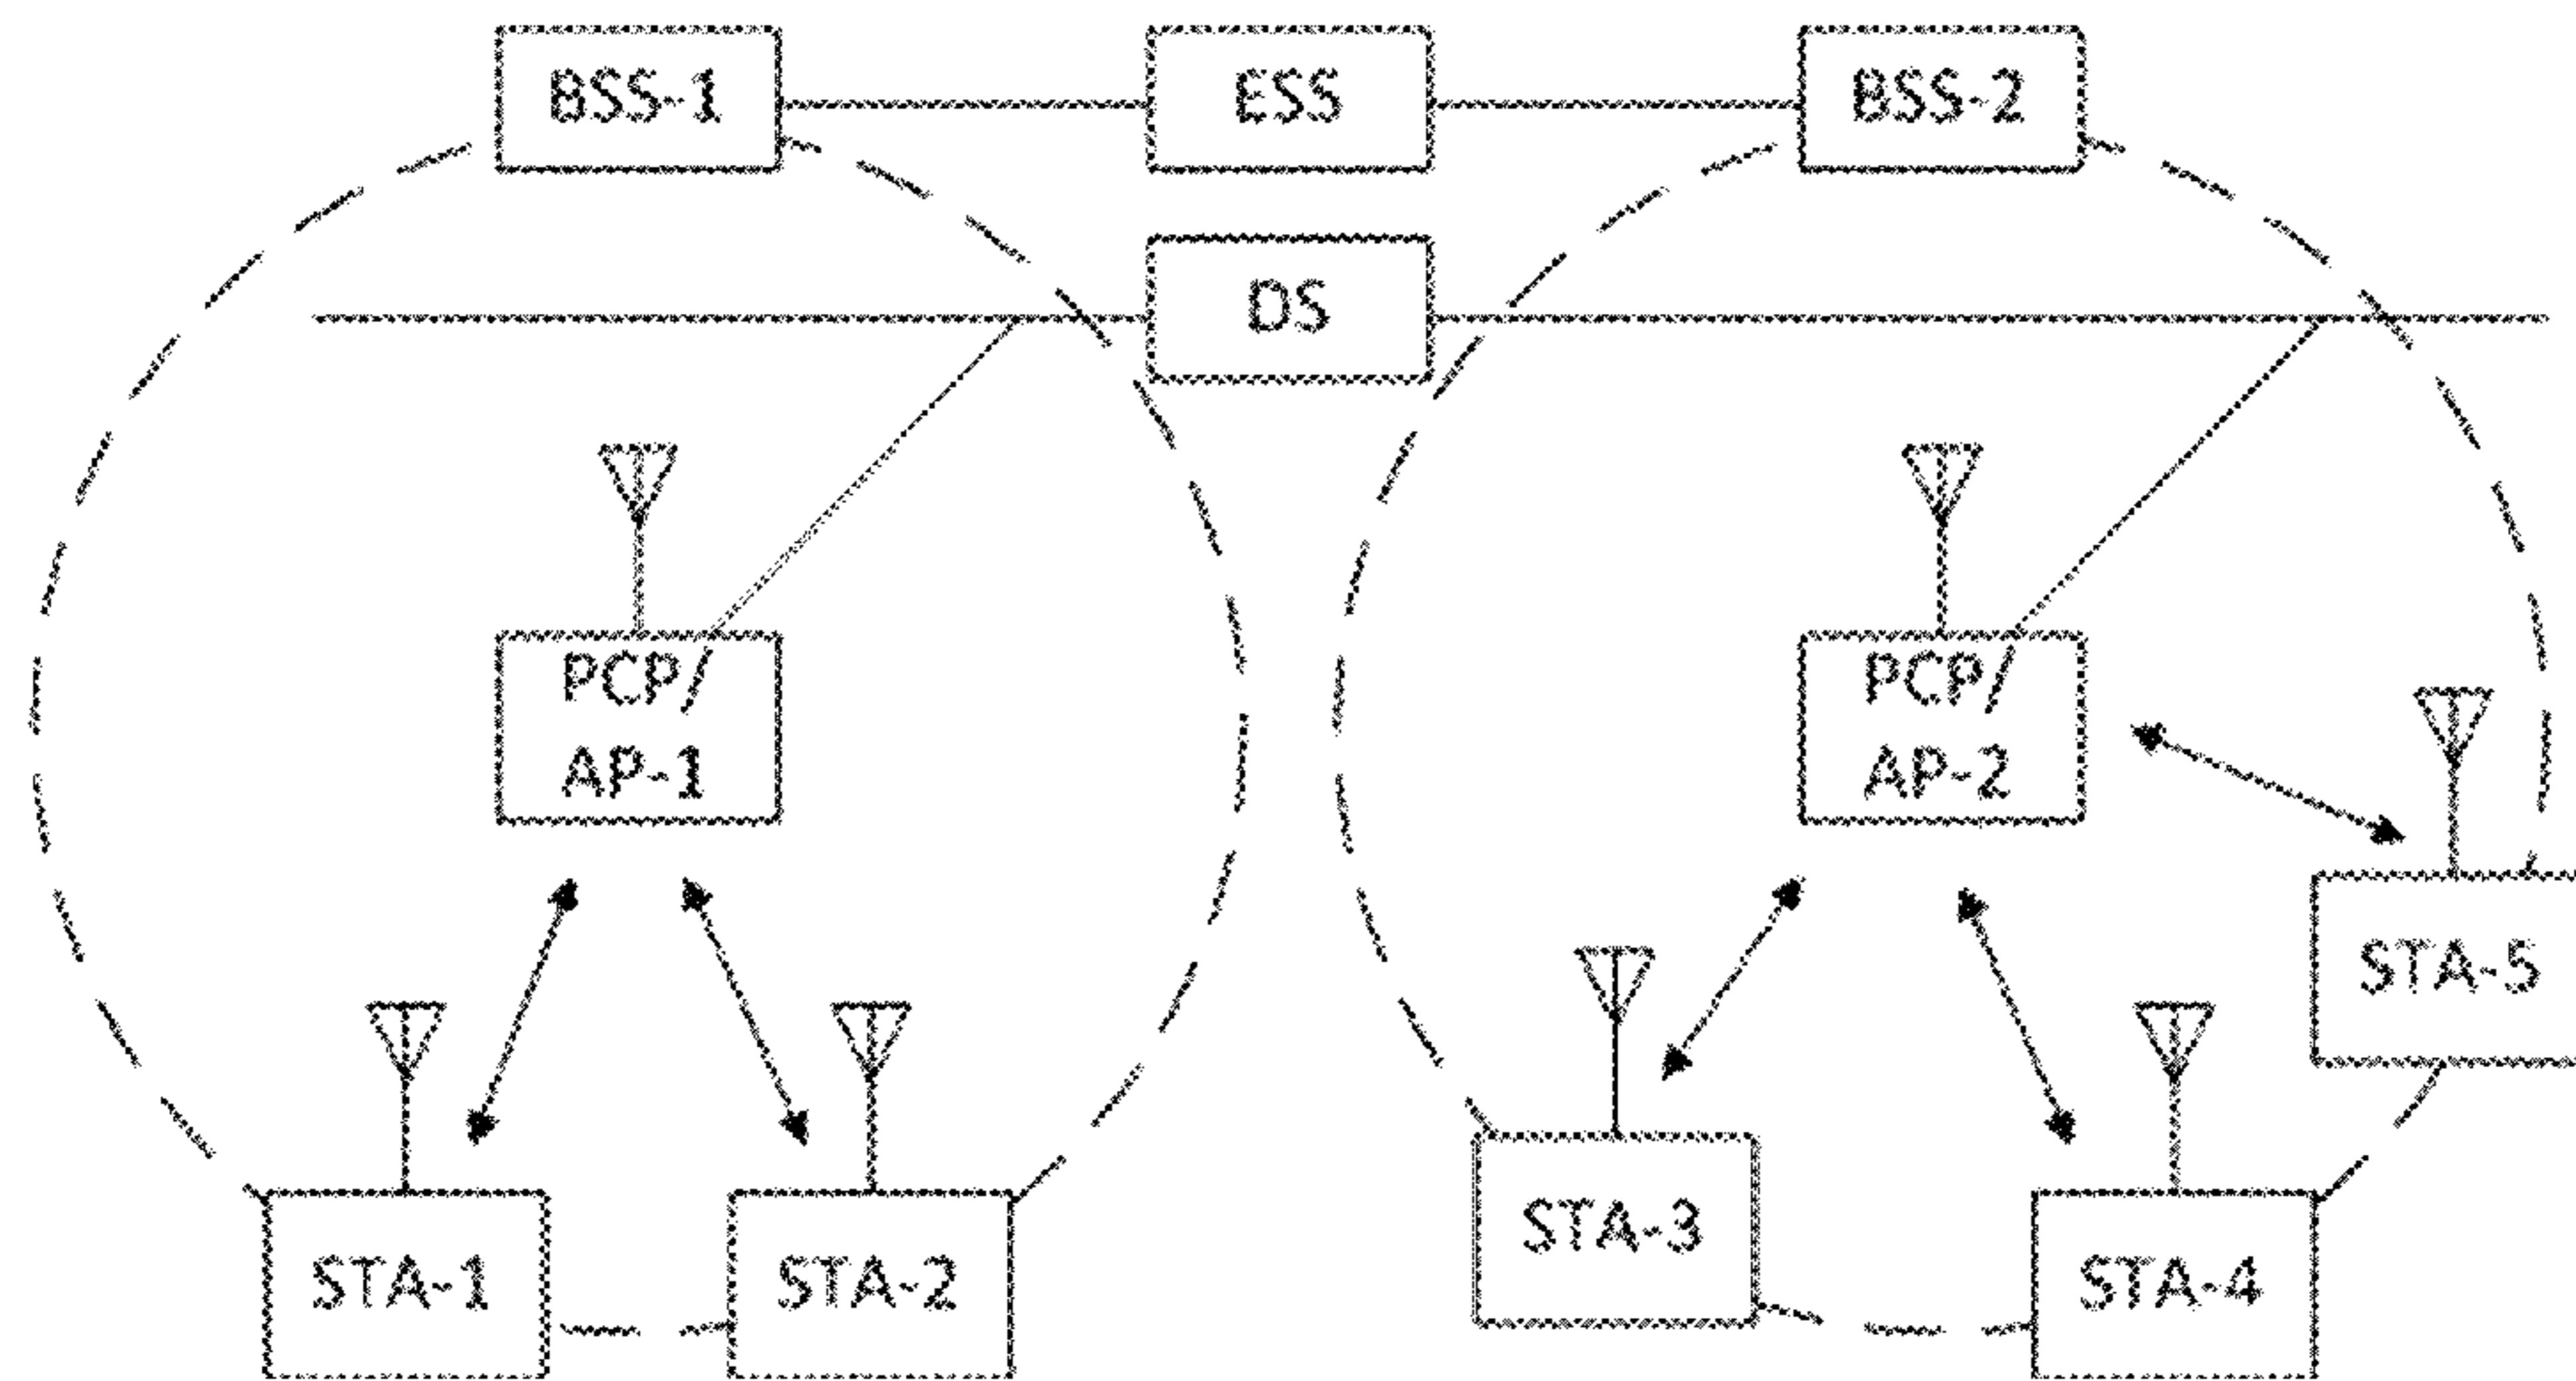 BSS-1
ESS
BSS-2
DS
PCP/
AP-1
PCP/
AP-2
STA-5
STA-3
STA-1
STA-2
STA-4